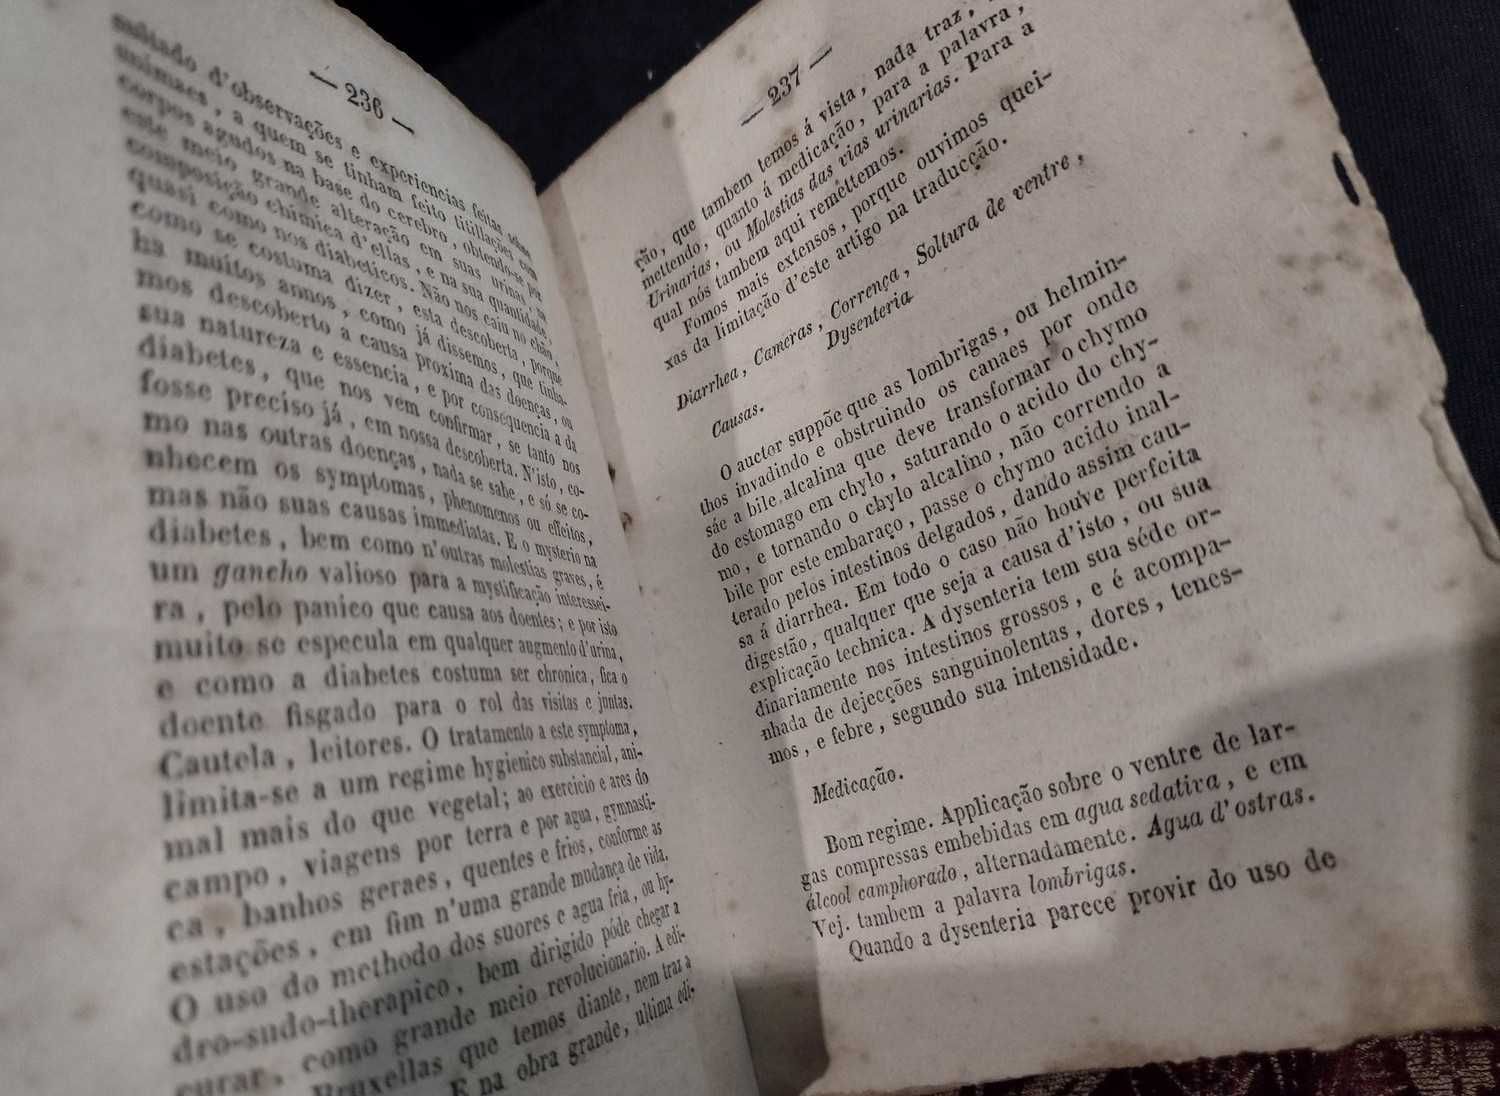 — 236 —
sultado d'observações e experiencias feitas sobre
animaes, a quem se tinham feito titillações com
corpos agudos na base do cerebro, obtendo-se por
este meio grande alteração em suas urinas, na
composição chimica d'ellas, e na sua quantidade,
quasi como nos diabeticos. Não nos caiu no chão,
como se costuma dizer, esta descoberta, porque
ha muitos annos, como já dissemos, que tinha-
mos descoberto a causa proxima das doenças, ou
sua natureza e essencia, e por consequencia a da
diabetes, que nos vem confirmar, se tanto nos
fosse preciso já, em nossa descoberta. N'isto, co-
mo nas outras doenças, nada se sabe, e só se co-
nhecem os symptomas, phenomenos ou effeitos,
mas não suas causas immediatas. E o mysterio na
diabetes, bem como n'outras molestias graves, é
um gancho valioso para a mystificação interessei-
ra, pelo panico que causa aos doentes; e por isto
muito se especula em qualquer augmento d'urina,
e como a diabetes costuma ser chronica, fica o
doente fisgado para o rol das visitas e juntas.
Cautela, leitores. O tratamento a este symptoma,
limita-se a um regime hygienico substancial, ani-
mal mais do que vegetal; ao exercicio e ares do
campo, viagens por terra e por agua, gymnasti-
ca, banhos geraes, quentes e frios, conforme as
estações, em fim n'uma grande mudança de vida.
O uso do methodo dos suores e agua fria, ou hy-
dro-sudo-therapico, bem dirigido póde chegar a
curar, como grande meio revolucionario. A edi-
Bruxellas que temos diante, nem traz a
E na obra grande, ultima edi-
— 237 —
ção, que tambem temos á vista, nada traz,
mettendo, quanto á medicação, para a palavra,
Urinarias, ou Molestias das vias urinarias. Para a
qual nós tambem aqui remettemos.
Fomos mais extensos, porque ouvimos quei-
xas da limitação d'este artigo na traducção.
Diarrhea, Cameras, Corrença, Soltura de ventre,
Dysenteria
Causas.
O auctor suppõe que as lombrigas, ou helmin-
thos invadindo e obstruindo os canaes por onde
sáe a bile alcalina que deve transformar o chymo
do estomago em chylo, saturando o acido do chy-
mo, e tornando o chylo alcalino, não correndo a
bile por este embaraço, passe o chymo acido inal-
terado pelos intestinos delgados, dando assim cau-
sa á diarrhea. Em todo o caso não houve perfeita
digestão, qualquer que seja a causa d'isto, ou sua
explicação technica. A dysenteria tem sua séde or-
dinariamente nos intestinos grossos, e é acompa-
nhada de dejecções sanguinolentas, dores, tenes-
mos, e febre, segundo sua intensidade.
Medicação.
Bom regime. Applicação sobre o ventre de lar-
gas compressas embebidas em agua sedativa, e em
álcool camphorado, alternadamente. Agua d'ostras.
Vej. tambem a palavra lombrigas.
Quando a dysenteria parece provir do uso de